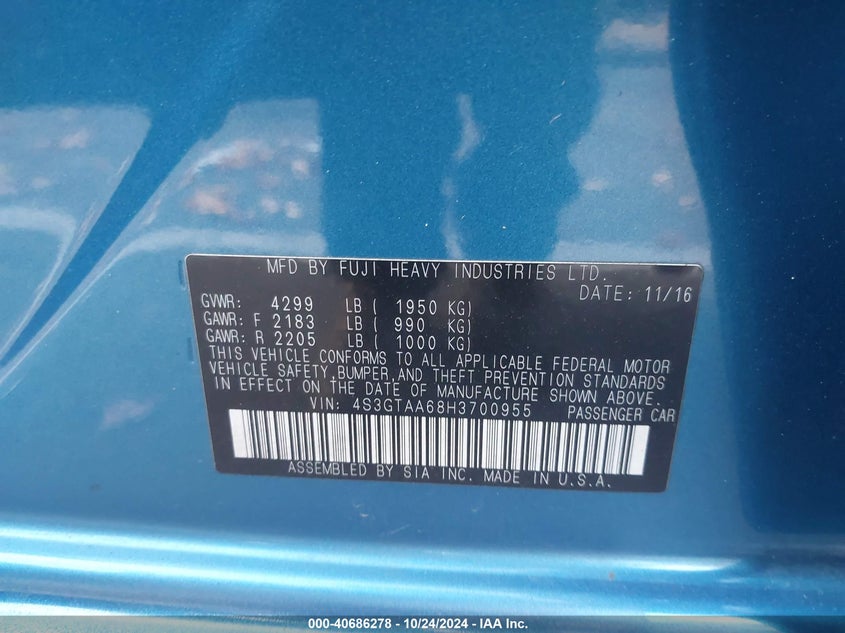 MFD BY FUJI HEAVY INDUSTRIES LTD.
DATE: 11/16
GVWR: 4299 LB ( 1950 KG)
GAWR: F 2183 LB ( 990 KG)
GAWR: R 2205 LB ( 1000 KG)
THIS VEHICLE CONFORMS TO ALL APPLICABLE FEDERAL MOTOR
VEHICLE SAFETY,BUMPER,AND THEFT PREVENTION STANDARDS
IN EFFECT ON THE DATE OF MANUFACTURE SHOWN ABOVE.
VIN: 4S3GTAA68H3700955 PASSENGER CAR
ASSEMBLED BY SIA INC. MADE IN U.S.A.
000-40686278 - 10/24/2024 - IAA Inc.